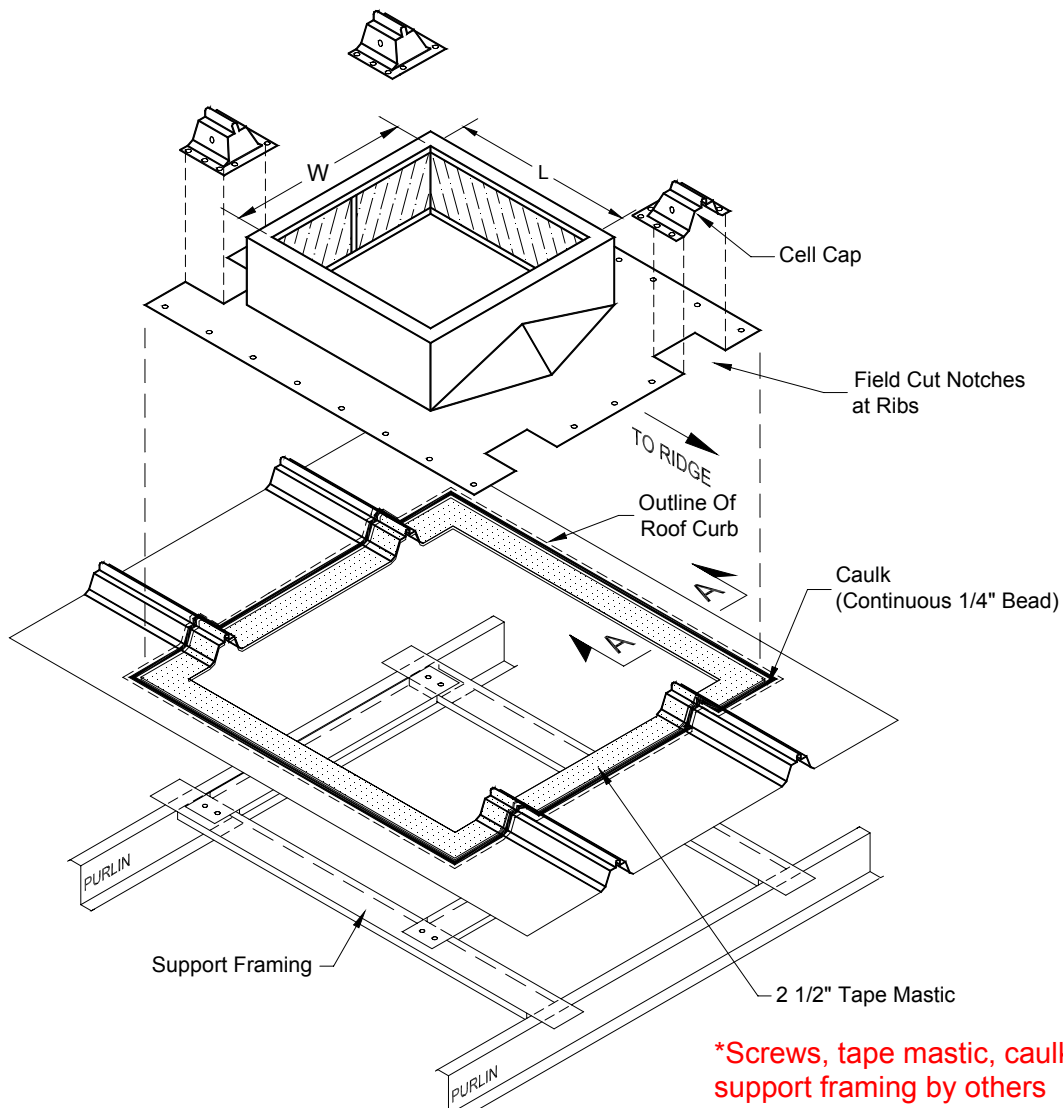 W
L
Cell Cap
Field Cut Notches
at Ribs
TO RIDGE
Outline Of
Roof Curb
A
Caulk
(Continuous 1/4" Bead)
A
PURLIN
Support Framing
2 1/2" Tape Mastic
*Screws, tape mastic, caulk
support framing by others
PURLIN